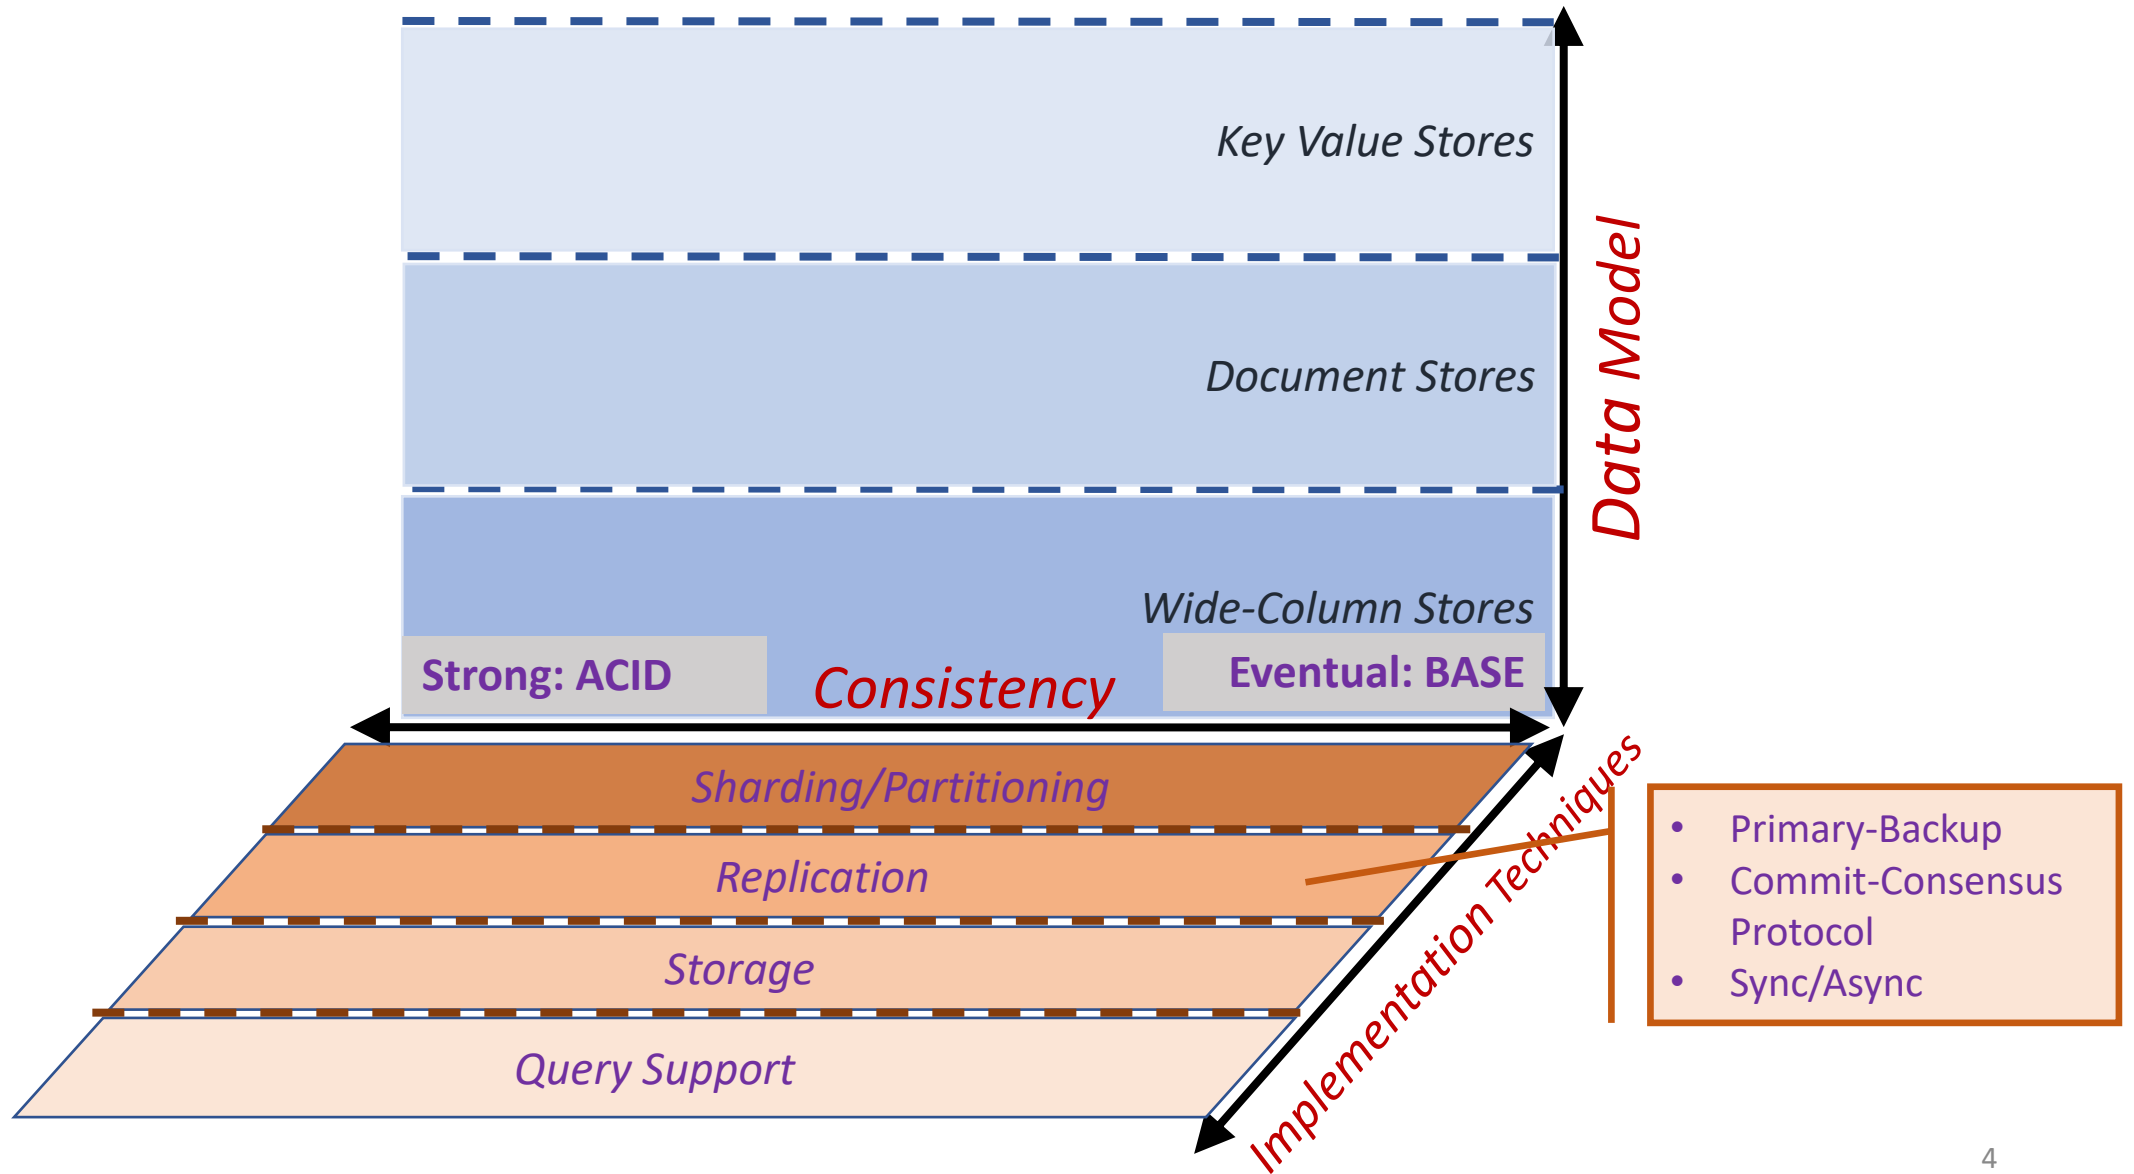 Key Value Stores
Document Stores
Data Model
Wide-Column Stores
Strong: ACID
Consistency
Eventual: BASE
Sharding/Partitioning
Replication
Storage
Query Support
Implementation Techniques
• Primary-Backup
• Commit-Consensus
Protocol
• Sync/Async
4